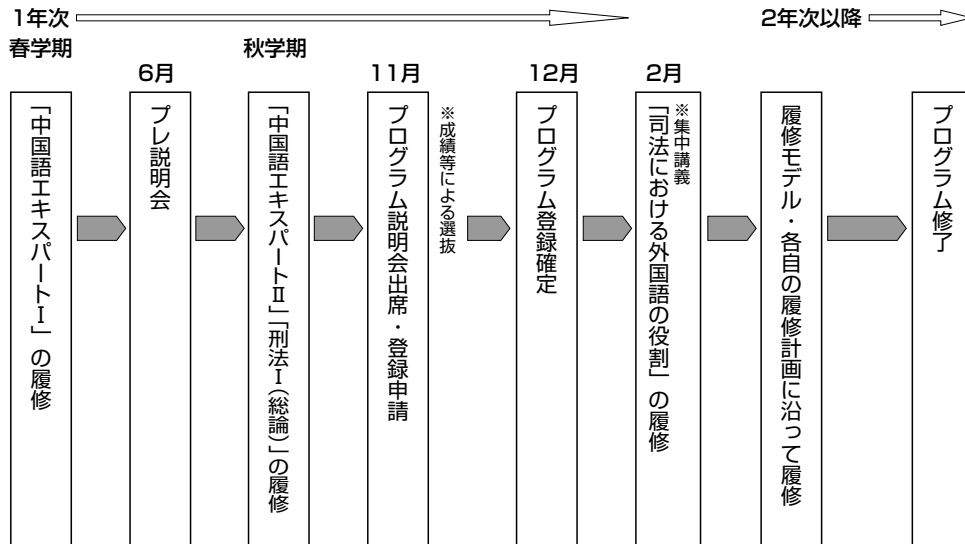 1年次
2年次以降
春学期
秋学期
6月
11月
12月
2月
「中国語エキスパートⅠ」の履修
プレ説明会
「中国語エキスパートⅡ」「刑法Ⅰ(総論)」の履修
プログラム説明会出席・登録申請
※成績等による選抜
プログラム登録確定
※集中講義
「司法における外国語の役割」の履修
履修モデル・各自の履修計画に沿って履修
プログラム修了